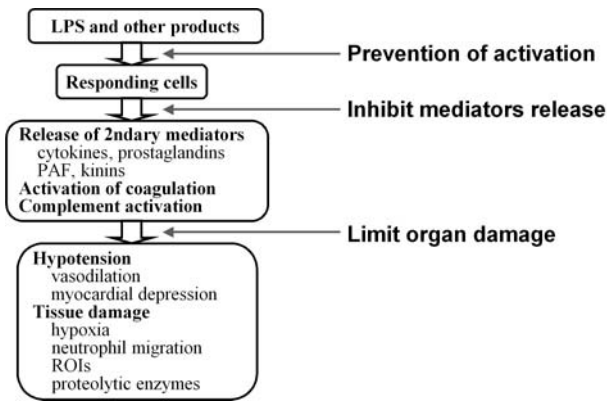 LPS and other products
Prevention of activation
Responding cells
Inhibit mediators release
Release of 2ndary mediators
cytokines, prostaglandins
PAF, kinins
Activation of coagulation
Complement activation
Limit organ damage
Hypotension
vasodilation
myocardial depression
Tissue damage
hypoxia
neutrophil migration
ROIs
proteolytic enzymes